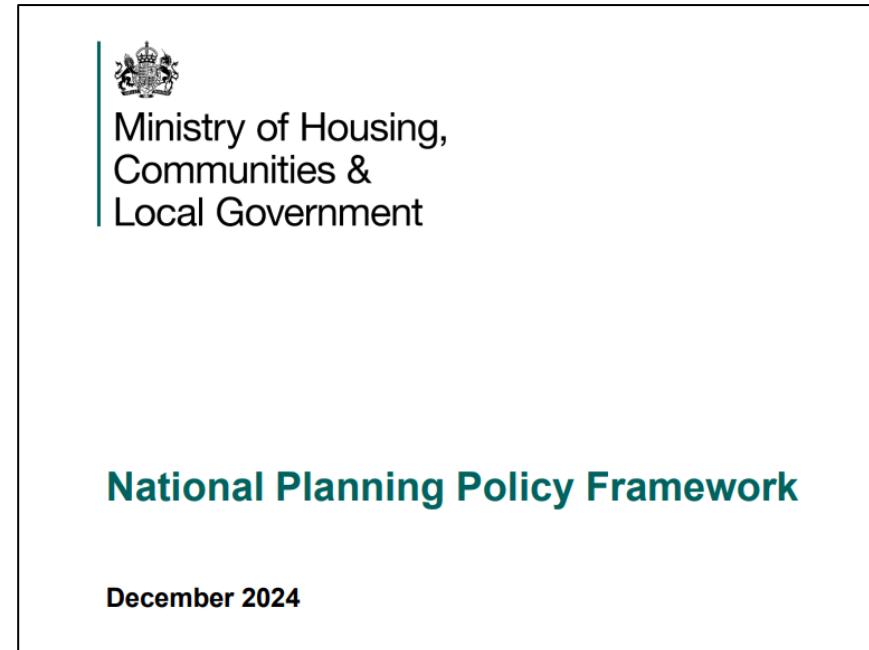 Ministry of Housing,
Communities &
Local Government
National Planning Policy Framework
December 2024